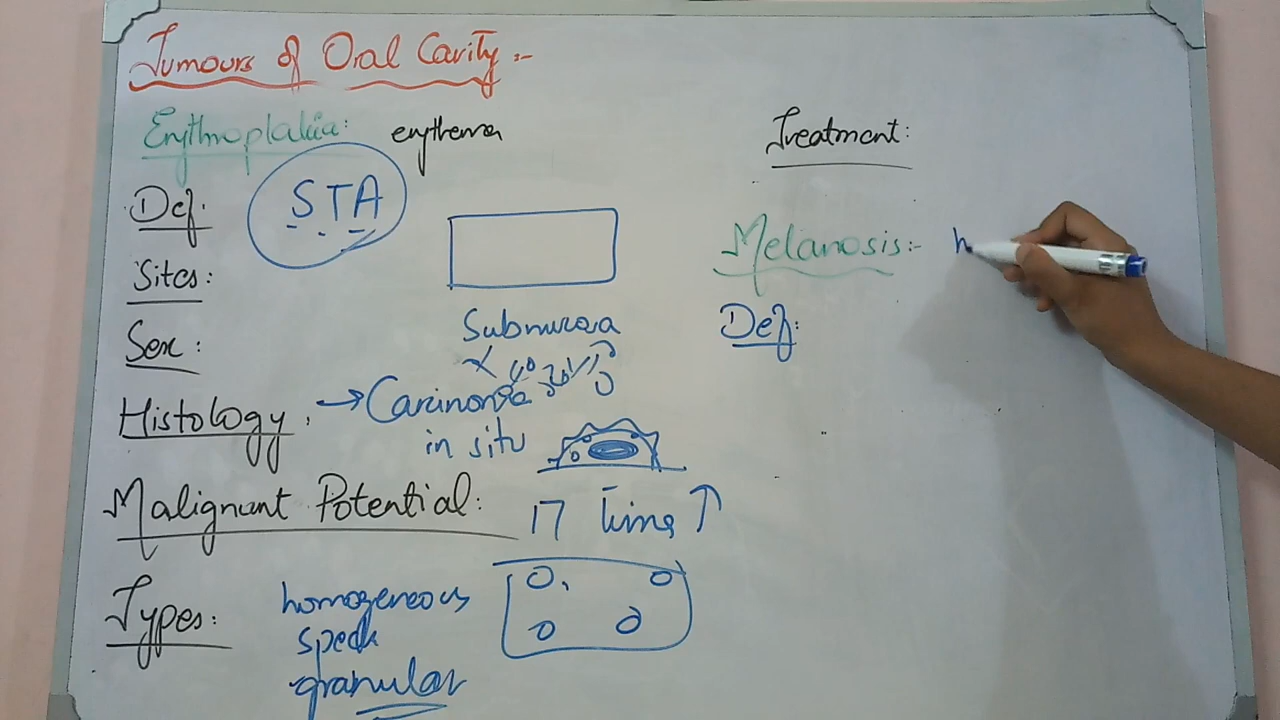 Tumours of Oral Cavity :-
Erythroplakia: erythema
Def.
STA
Sites:
Sex:
Submucosa
Histology. → Carcinoma
in situ
Malignant Potential: 17 times ↑
Types: homogeneous
speck
granular
Treatment:
Melanosis:-
Def: